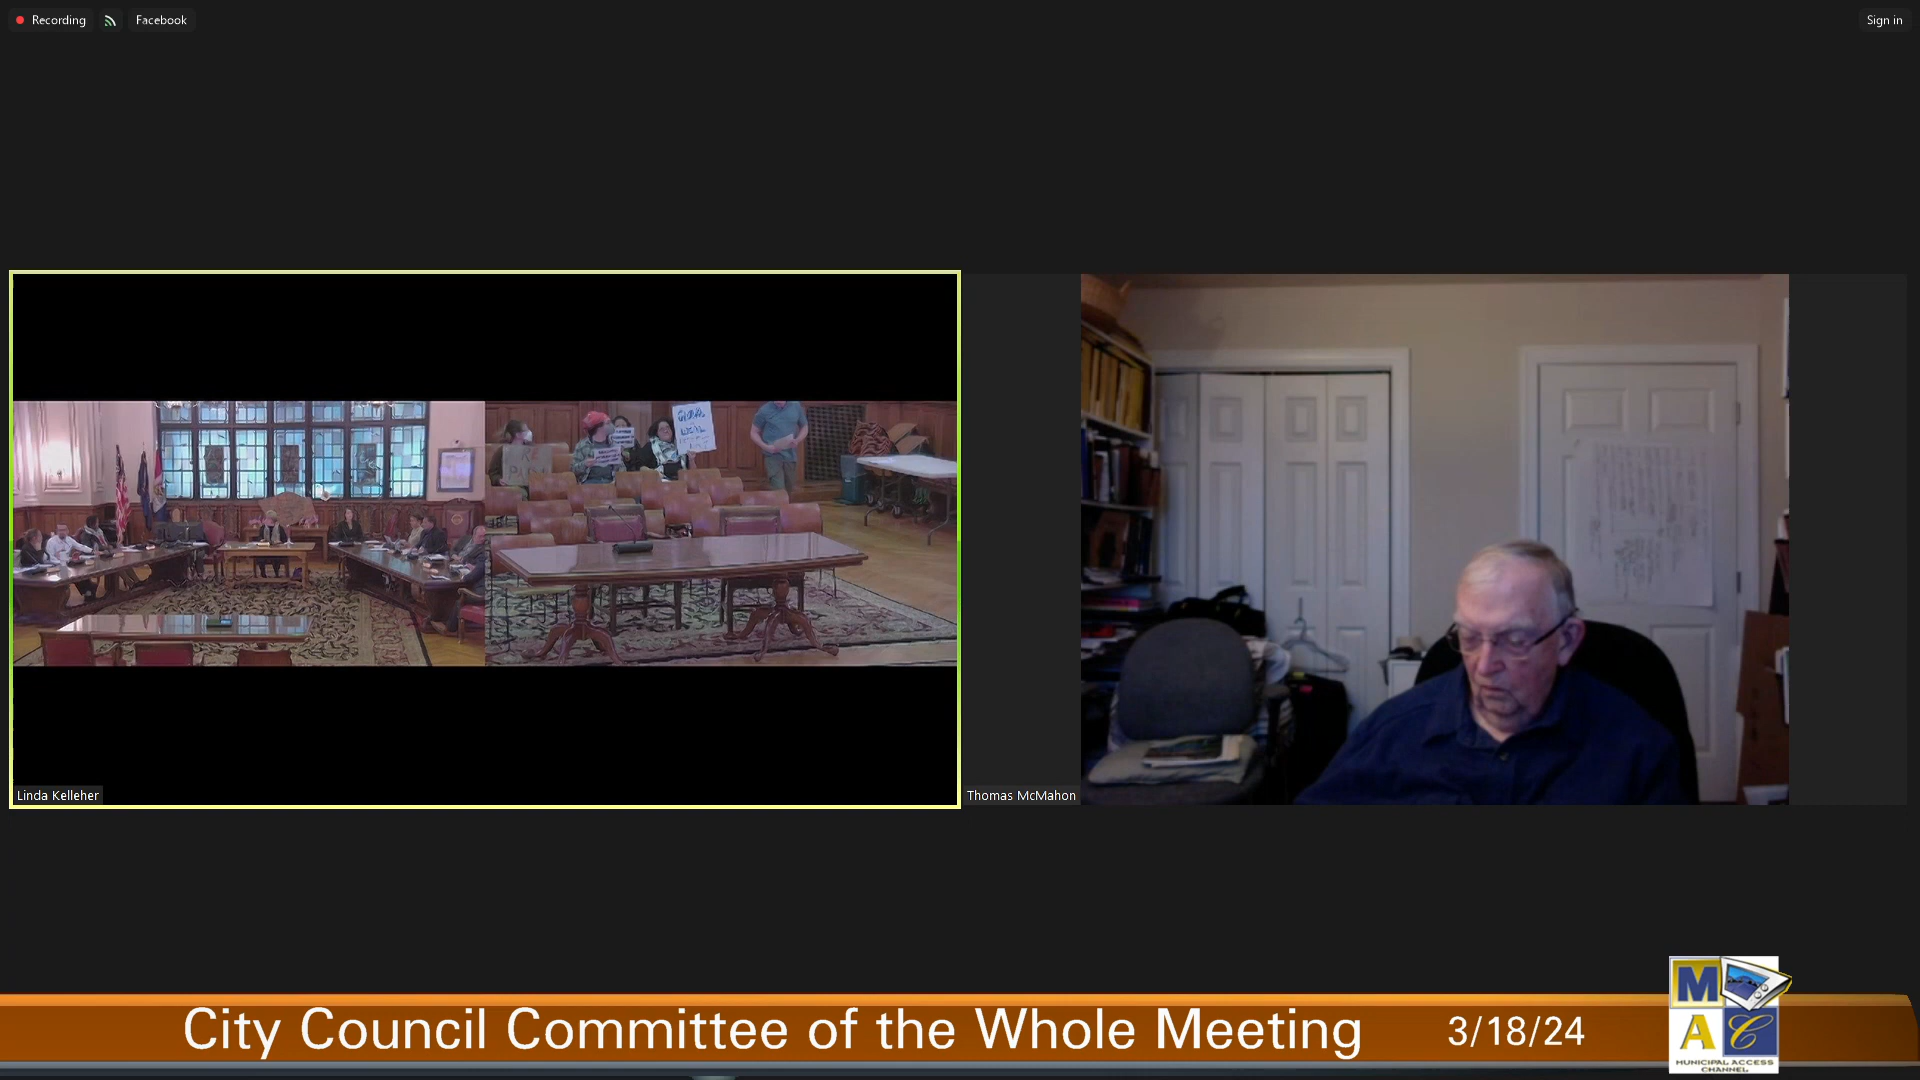 Recording
Facebook
Sign in
Linda Kelleher
Thomas McMahon
City Council Committee of the Whole Meeting
3/18/24
M
A C
MUNICIPAL ACCESS
CHANNEL